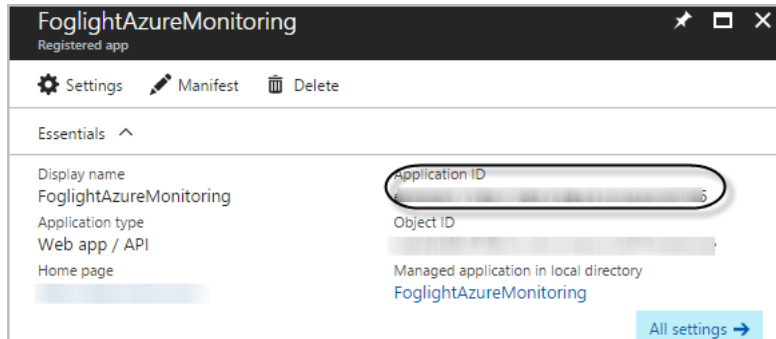 FoglightAzureMonitoring
Registered app
Settings
Manifest
Delete
Essentials
Display name
FoglightAzureMonitoring
Application type
Web app / API
Home page
Application ID
Object ID
Managed application in local directory
FoglightAzureMonitoring
All settings →